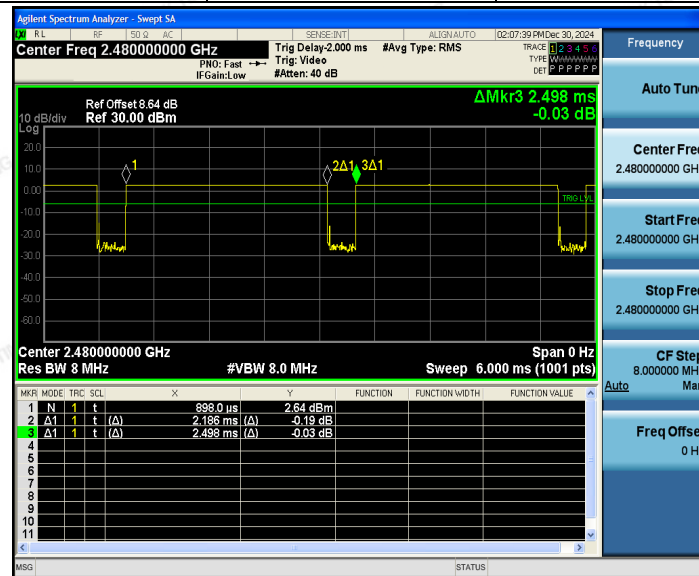 Agilent Spectrum Analyzer - Swept SA
LXI RL RF 50 Ω AC SENSE:INT ALIGN AUTO 02:07:39 PM Dec 30, 2024
Center Freq 2.480000000 GHz
PNO: Fast
IFGain:Low
Trig Delay-2.000 ms
Trig: Video
#Atten: 40 dB
#Avg Type: RMS
TRACE 1 2 3 4 5 6
TYPE WWWWWW
DET P P P P P P
Frequency
Auto Tune
Center Freq
2.480000000 GH
Start Freq
2.480000000 GH
Stop Freq
2.480000000 GH
CF Step
8.000000 MH
Auto Man
Freq Offse
0 H
ΔMkr3 2.498 ms
-0.03 dB
Ref Offset 8.64 dB
Ref 30.00 dBm
10 dB/div
Log
20.0
10.0
0.00
-10.0
-20.0
-30.0
-40.0
-50.0
-60.0
1
2Δ1
3Δ1
TRIG LVL
Center 2.480000000 GHz
Res BW 8 MHz
#VBW 8.0 MHz
Span 0 Hz
Sweep 6.000 ms (1001 pts)
MKR MODE TRC SCL X Y FUNCTION FUNCTION WIDTH FUNCTION VALUE
1 N 1 t 898.0 µs 2.64 dBm
2 Δ1 1 t (Δ) 2.186 ms (Δ) -0.19 dB
3 Δ1 1 t (Δ) 2.498 ms (Δ) -0.03 dB
4
5
6
7
8
9
10
11
MSG STATUS